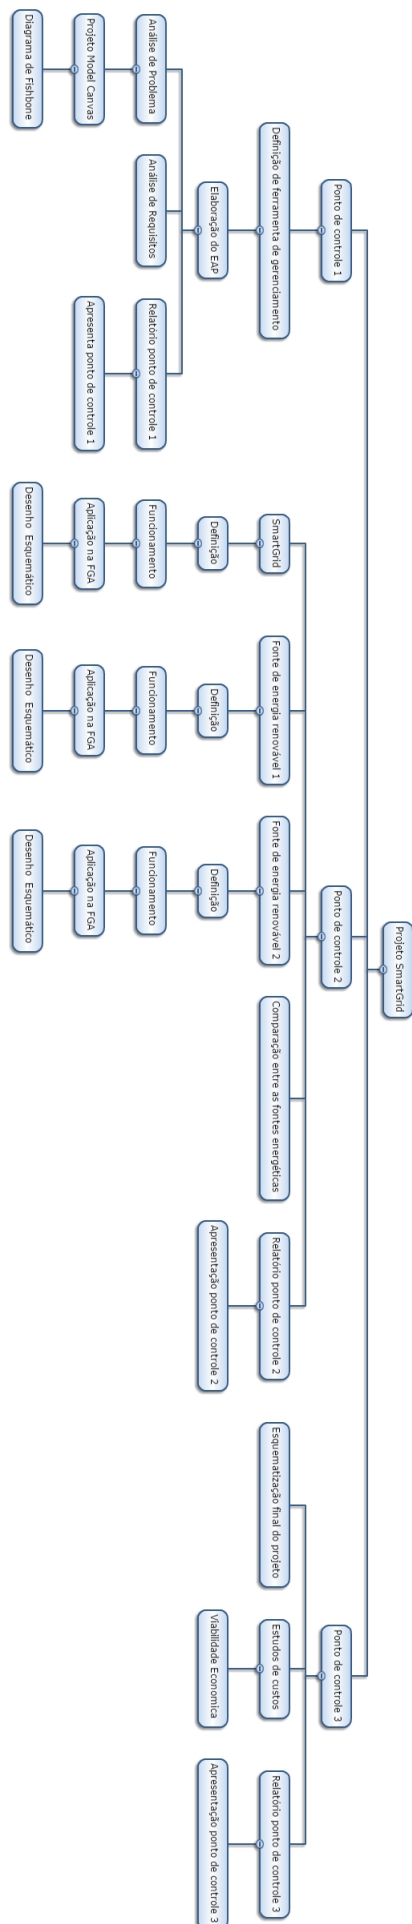 Projeto SmartGrid
Ponto de controle 1
Definição de ferramenta de gerenciamento
Elaboração do EAP
Análise de Problema
Projeto Model Canvas
Diagrama de Fishbone
Análise de Requisitos
Relatório ponto de controle 1
Apresenta ponto de controle 1
Ponto de controle 2
SmartGrid
Definição
Funcionamento
Aplicação na FGA
Desenho Esquemático
Fonte de energia renovável 1
Definição
Funcionamento
Aplicação na FGA
Desenho Esquemático
Fonte de energia renovável 2
Definição
Funcionamento
Aplicação na FGA
Desenho Esquemático
Comparação entre as fontes energéticas
Relatório ponto de controle 2
Apresentação ponto de controle 2
Ponto de controle 3
Esquematização final do projeto
Estudos de custos
Viabilidade Economica
Relatório ponto de controle 3
Apresentação ponto de controle 3